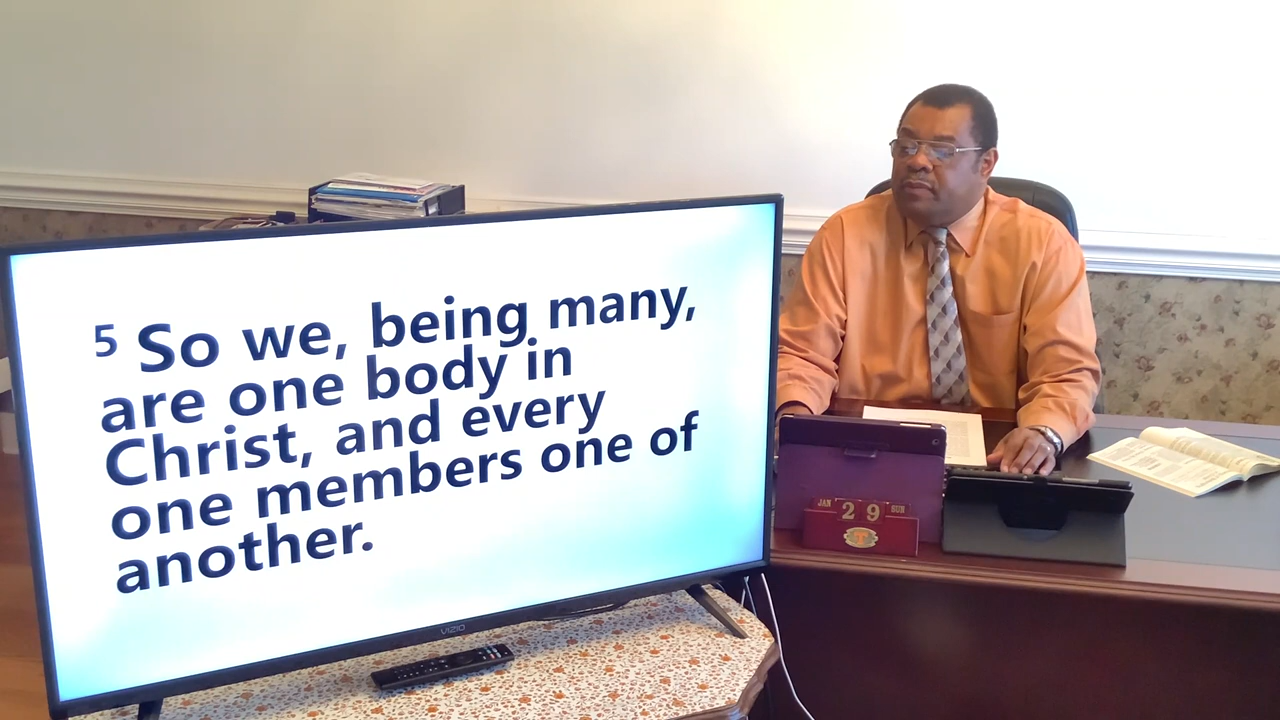 5 So we, being many,
are one body in
Christ, and every
one members one of
another.
VIZIO
JAN 29 SUN
T